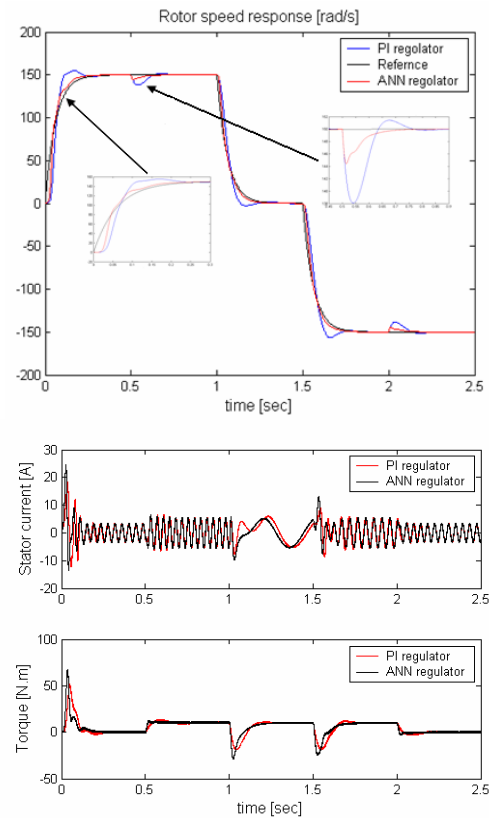 Rotor speed response [rad/s]
200
150
100
50
0
-50
-100
-150
-200
PI regolator
Refernce
ANN regolator
0 0.5 1 1.5 2 2.5
time [sec]
Stator current [A]
30
20
10
0
-10
-20
PI regulator
ANN regulator
0 0.5 1 1.5 2 2.5
Torque [N.m]
100
50
0
-50
PI regulator
ANN regulator
0 0.5 1 1.5 2 2.5
time [sec]